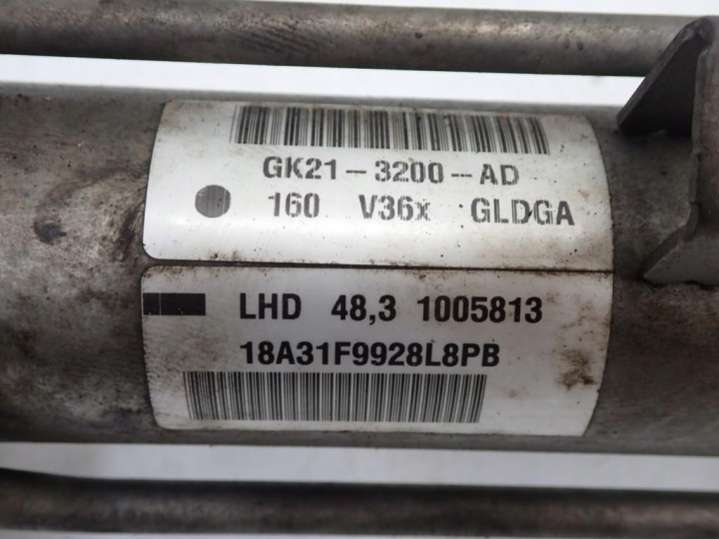 GK21-3200-AD
160 V36x GLDGA
LHD 48,3 1005813
18A31F9928L8PB